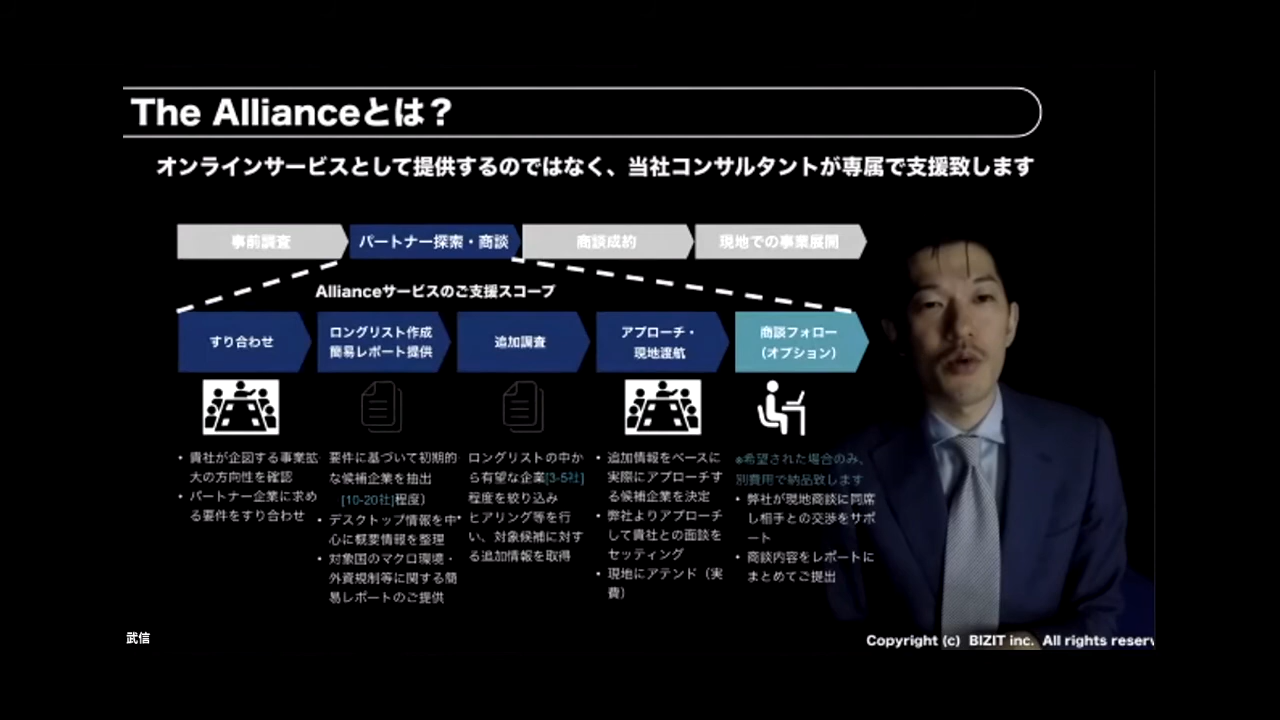 The Allianceとは？
オンラインサービスとして提供するのではなく、当社コンサルタントが専属で支援致します
事前調査
パートナー探索・商談
商談成約
現地での事業展開
Allianceサービスのご支援スコープ
すり合わせ
ロングリスト作成
簡易レポート提供
追加調査
アプローチ・
現地渡航
商談フォロー
（オプション）
• 貴社が企図する事業拡
大の方向性を確認
• パートナー企業に求め
る要件をすり合わせ
要件に基づいて初期的
な候補企業を抽出
[10-20社]程度）
• デスクトップ情報を中
心に概要情報を整理
• 対象国のマクロ環境・
外資規制等に関する簡
易レポートのご提供
ロングリストの中か
ら有望な企業[3-5社]
程度を絞り込み
• ヒアリング等を行
い、対象候補に対す
る追加情報を取得
• 追加情報をベースに
実際にアプローチす
る候補企業を決定
• 弊社よりアプローチ
して貴社との面談を
セッティング
• 現地にアテンド（実
費）
※希望された場合のみ、
別費用で納品致します
• 弊社が現地商談に同席
し相手との交渉をサポ
ート
• 商談内容をレポートに
まとめてご提出
武信
Copyright (c) BIZIT inc. All rights reserv